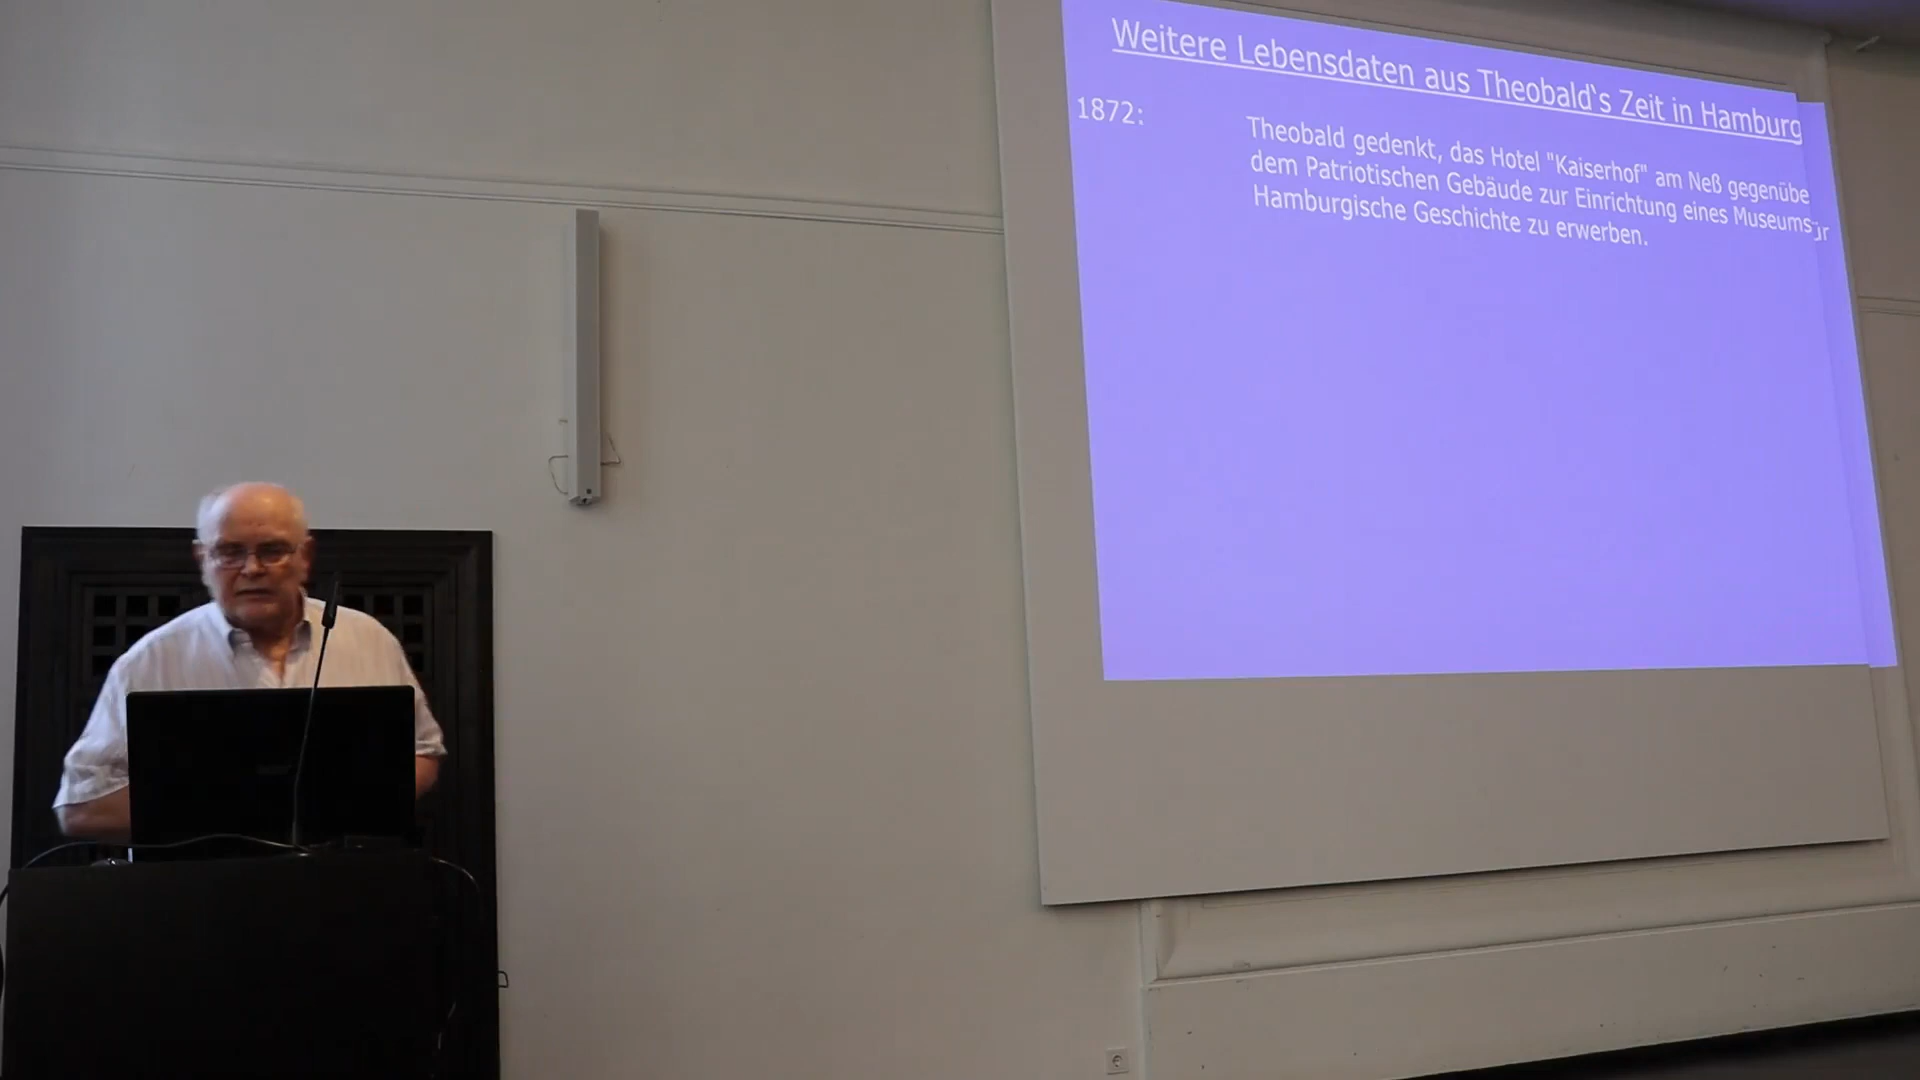 Weitere Lebensdaten aus Theobald`s Zeit in Hamburg
1872:
Theobald gedenkt, das Hotel "Kaiserhof" am Neß gegenübe
dem Patriotischen Gebäude zur Einrichtung eines Museums
Hamburgische Geschichte zu erwerben.